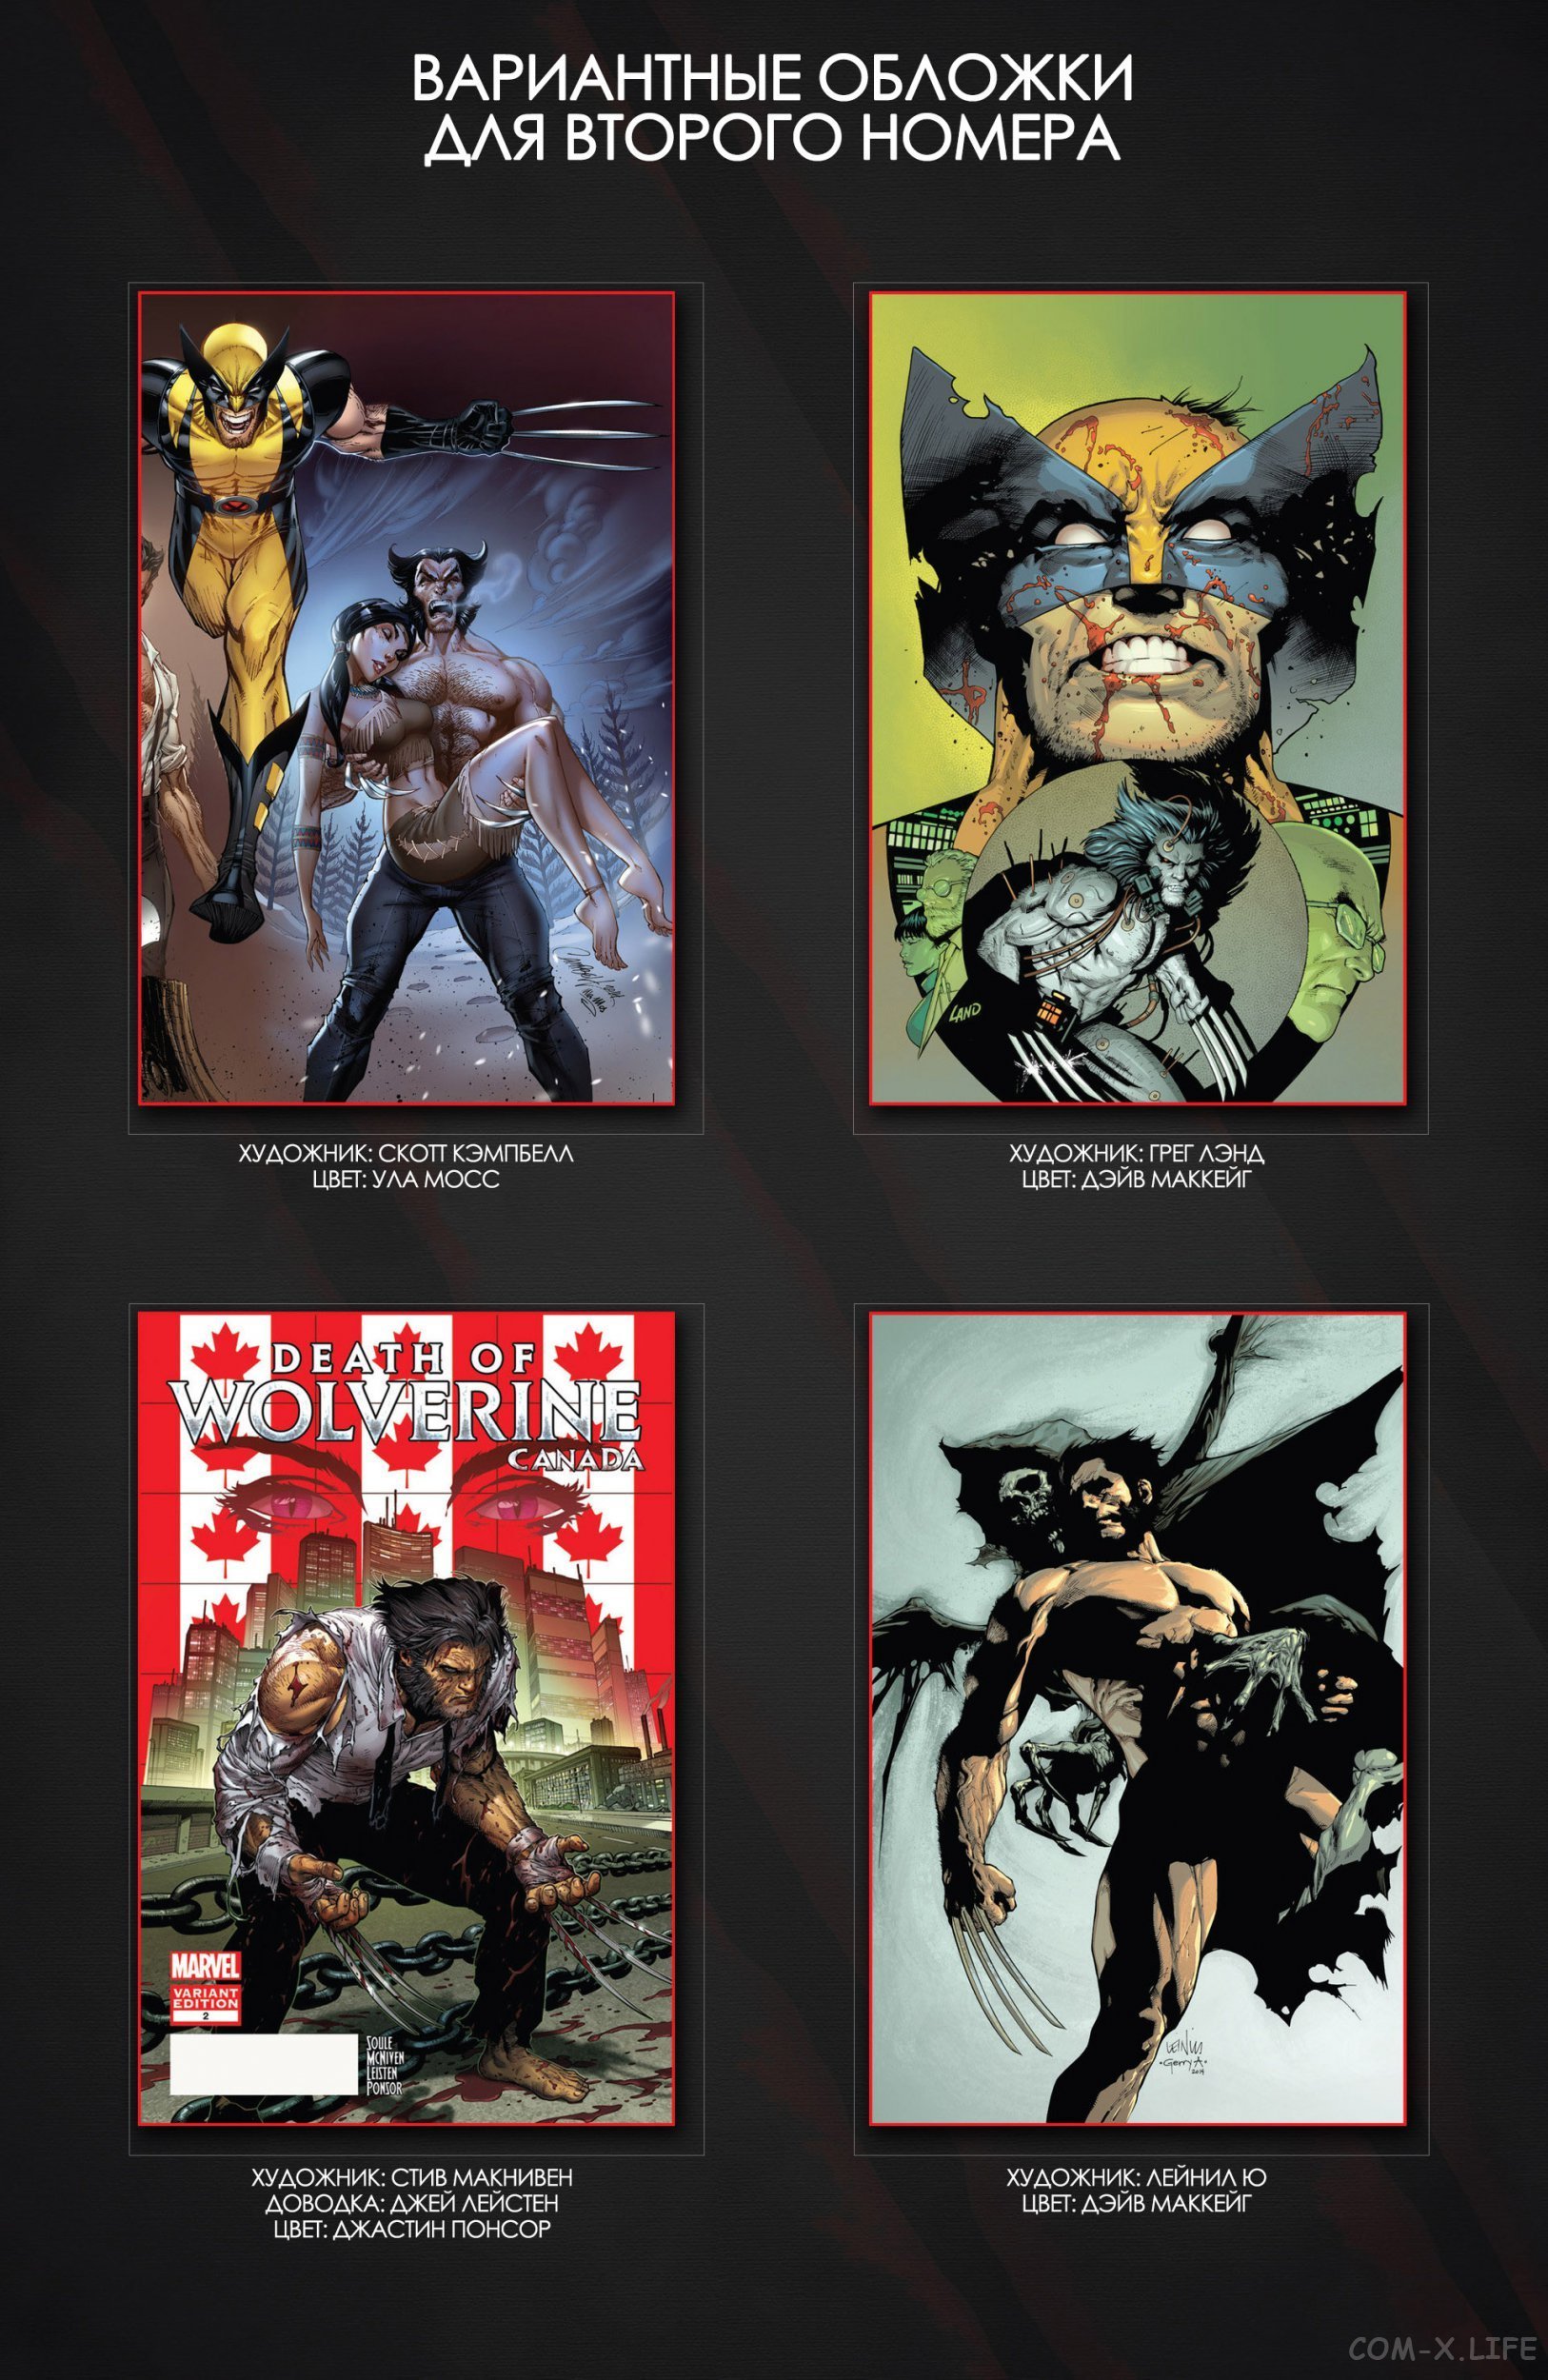 ВАРИАНТНЫЕ ОБЛОЖКИ
ДЛЯ ВТОРОГО НОМЕРА
LAND
ХУДОЖНИК: СКОТТ КЭМПБЕЛЛ
ЦВЕТ: УЛА МОСС
ХУДОЖНИК: ГРЕГ ЛЭНД
ЦВЕТ: ДЭЙВ МАККЕЙГ
DEATH OF
WOLVERINE
CANADA
MARVEL
VARIANT
EDITION
2
SOULE
MCNIVEN
LEISTEN
PONSOR
Gerry A.
2014
ХУДОЖНИК: СТИВ МАКНИВЕН
ДОВОДКА: ДЖЕЙ ЛЕЙСТЕН
ЦВЕТ: ДЖАСТИН ПОНСОР
ХУДОЖНИК: ЛЕЙНИЛ Ю
ЦВЕТ: ДЭЙВ МАККЕЙГ
COM-X.LIFE